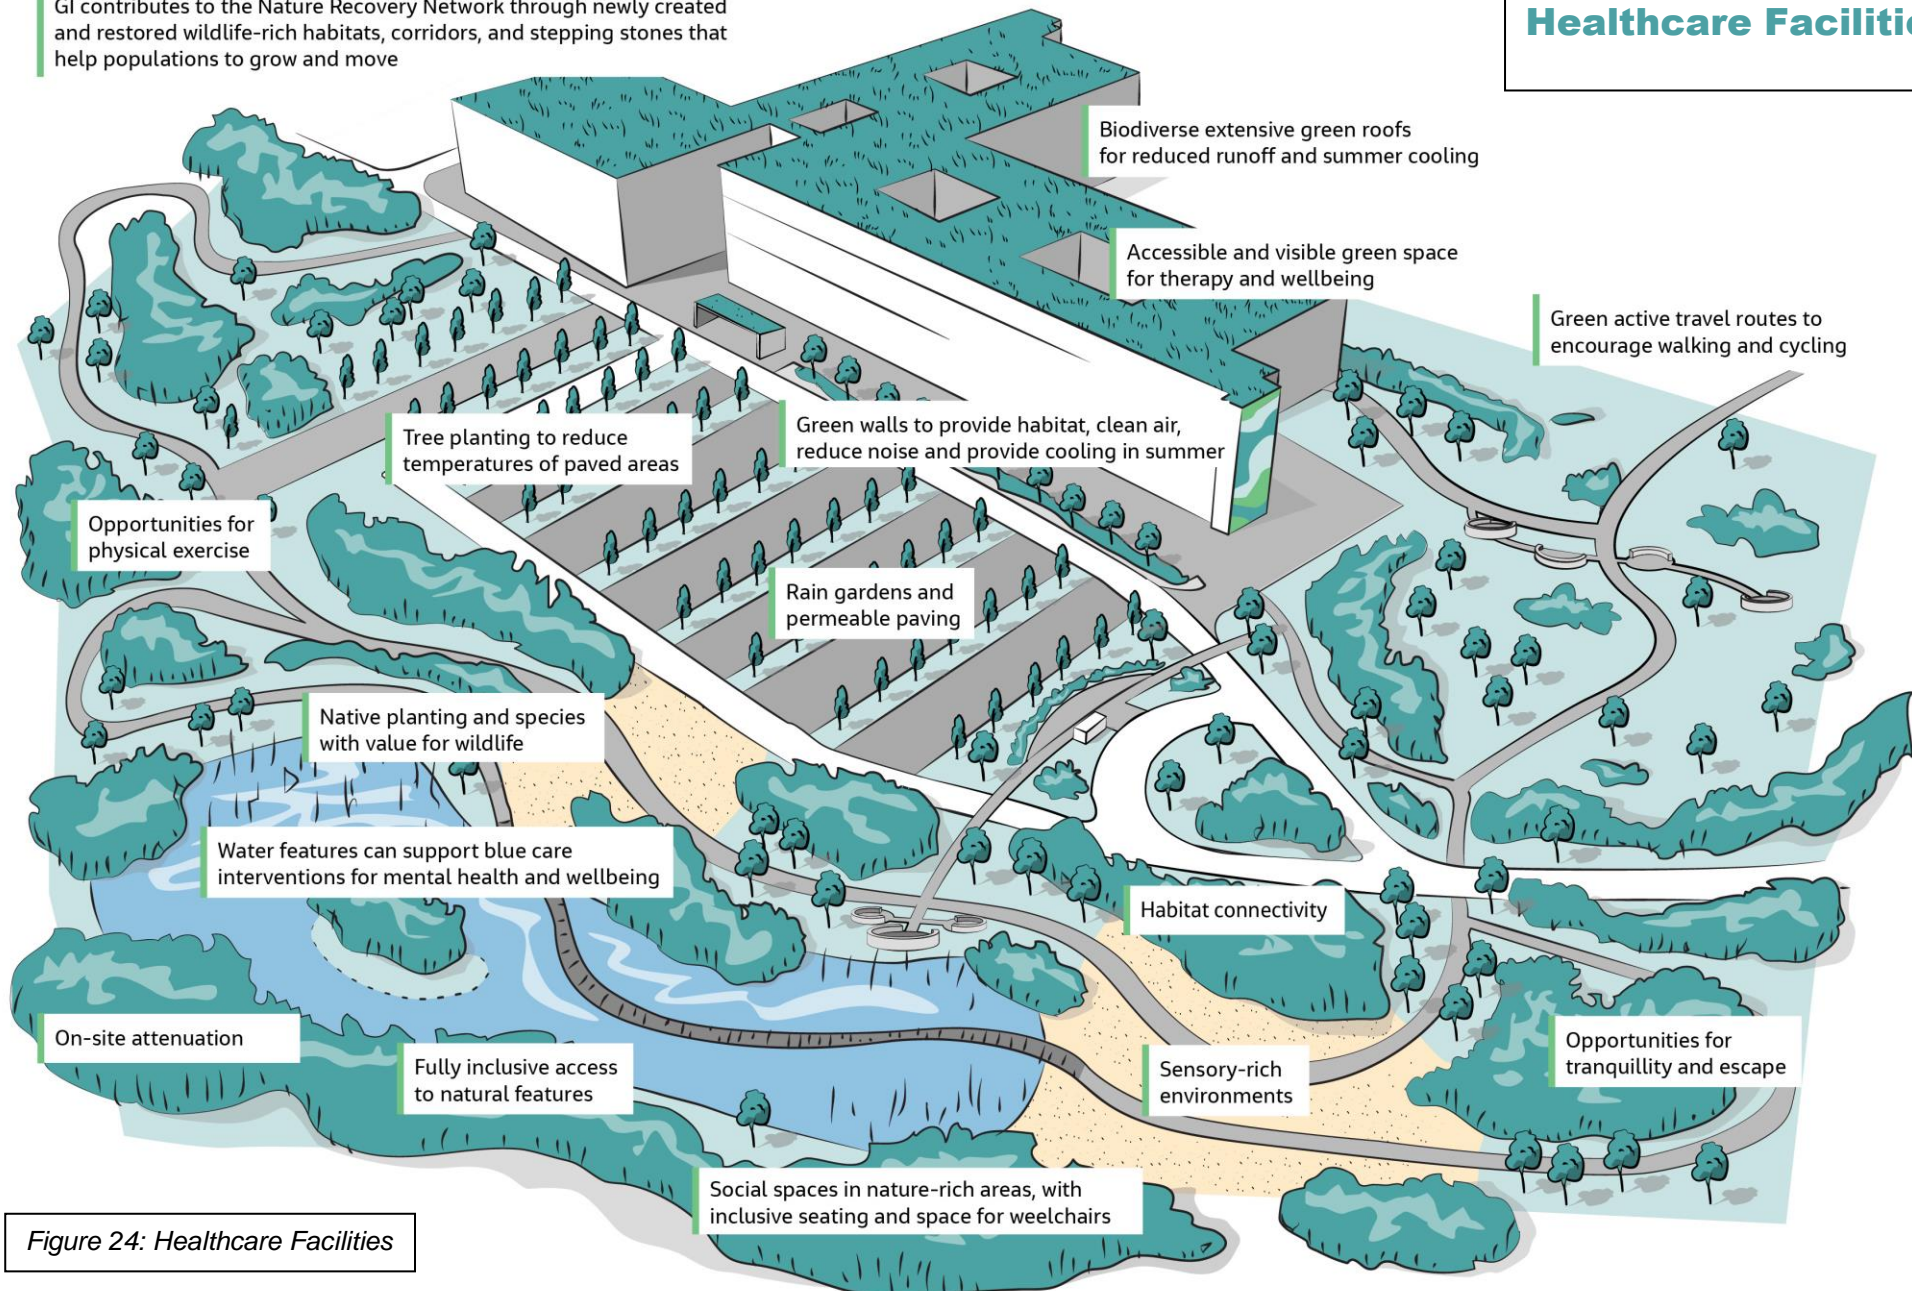 GI contributes to the Nature Recovery Network through newly created
and restored wildlife-rich habitats, corridors, and stepping stones that
help populations to grow and move
Healthcare Facilitie
Biodiverse extensive green roofs
for reduced runoff and summer cooling
Accessible and visible green space
for therapy and wellbeing
Green active travel routes to
encourage walking and cycling
Tree planting to reduce
temperatures of paved areas
Green walls to provide habitat, clean air,
reduce noise and provide cooling in summer
Opportunities for
physical exercise
Rain gardens and
permeable paving
Native planting and species
with value for wildlife
Water features can support blue care
interventions for mental health and wellbeing
Habitat connectivity
On-site attenuation
Fully inclusive access
to natural features
Sensory-rich
environments
Opportunities for
tranquillity and escape
Social spaces in nature-rich areas, with
inclusive seating and space for weelchairs
Figure 24: Healthcare Facilities